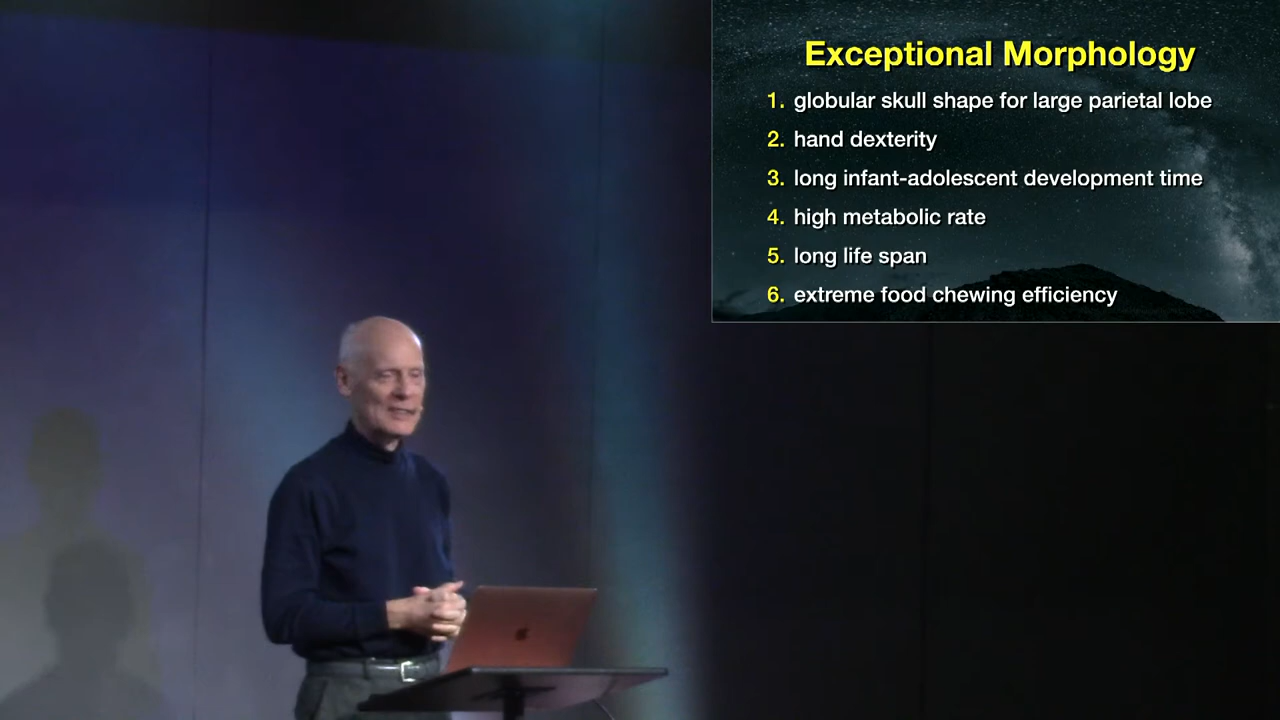 Exceptional Morphology
1. globular skull shape for large parietal lobe
2. hand dexterity
3. long infant-adolescent development time
4. high metabolic rate
5. long life span
6. extreme food chewing efficiency